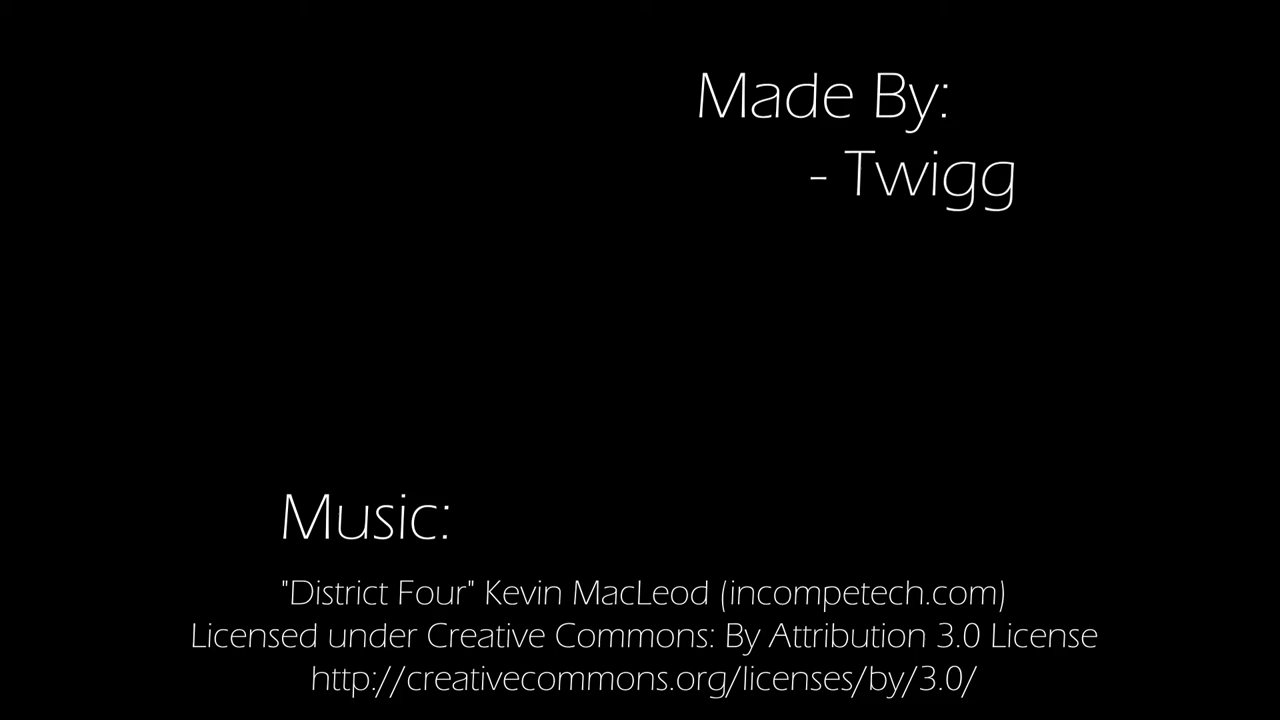 Made By:
- Twigg
Music:
"District Four" Kevin MacLeod (incompetech.com)
Licensed under Creative Commons: By Attribution 3.0 License
http://creativecommons.org/licenses/by/3.0/